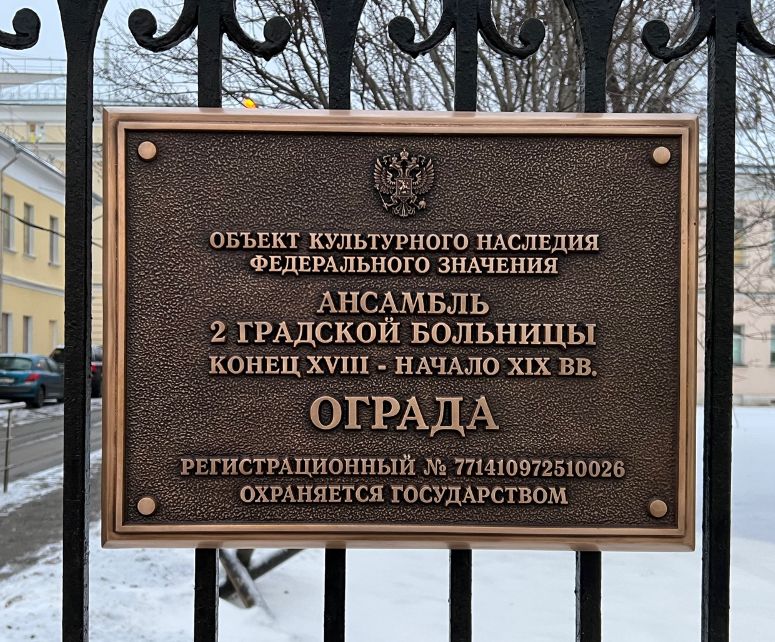 ОБЪЕКТ КУЛЬТУРНОГО НАСЛЕДИЯ
ФЕДЕРАЛЬНОГО ЗНАЧЕНИЯ
АНСАМБЛЬ
2 ГРАДСКОЙ БОЛЬНИЦЫ
КОНЕЦ XVIII - НАЧАЛО XIX ВВ.
ОГРАДА
РЕГИСТРАЦИОННЫЙ № 771410972510026
ОХРАНЯЕТСЯ ГОСУДАРСТВОМ